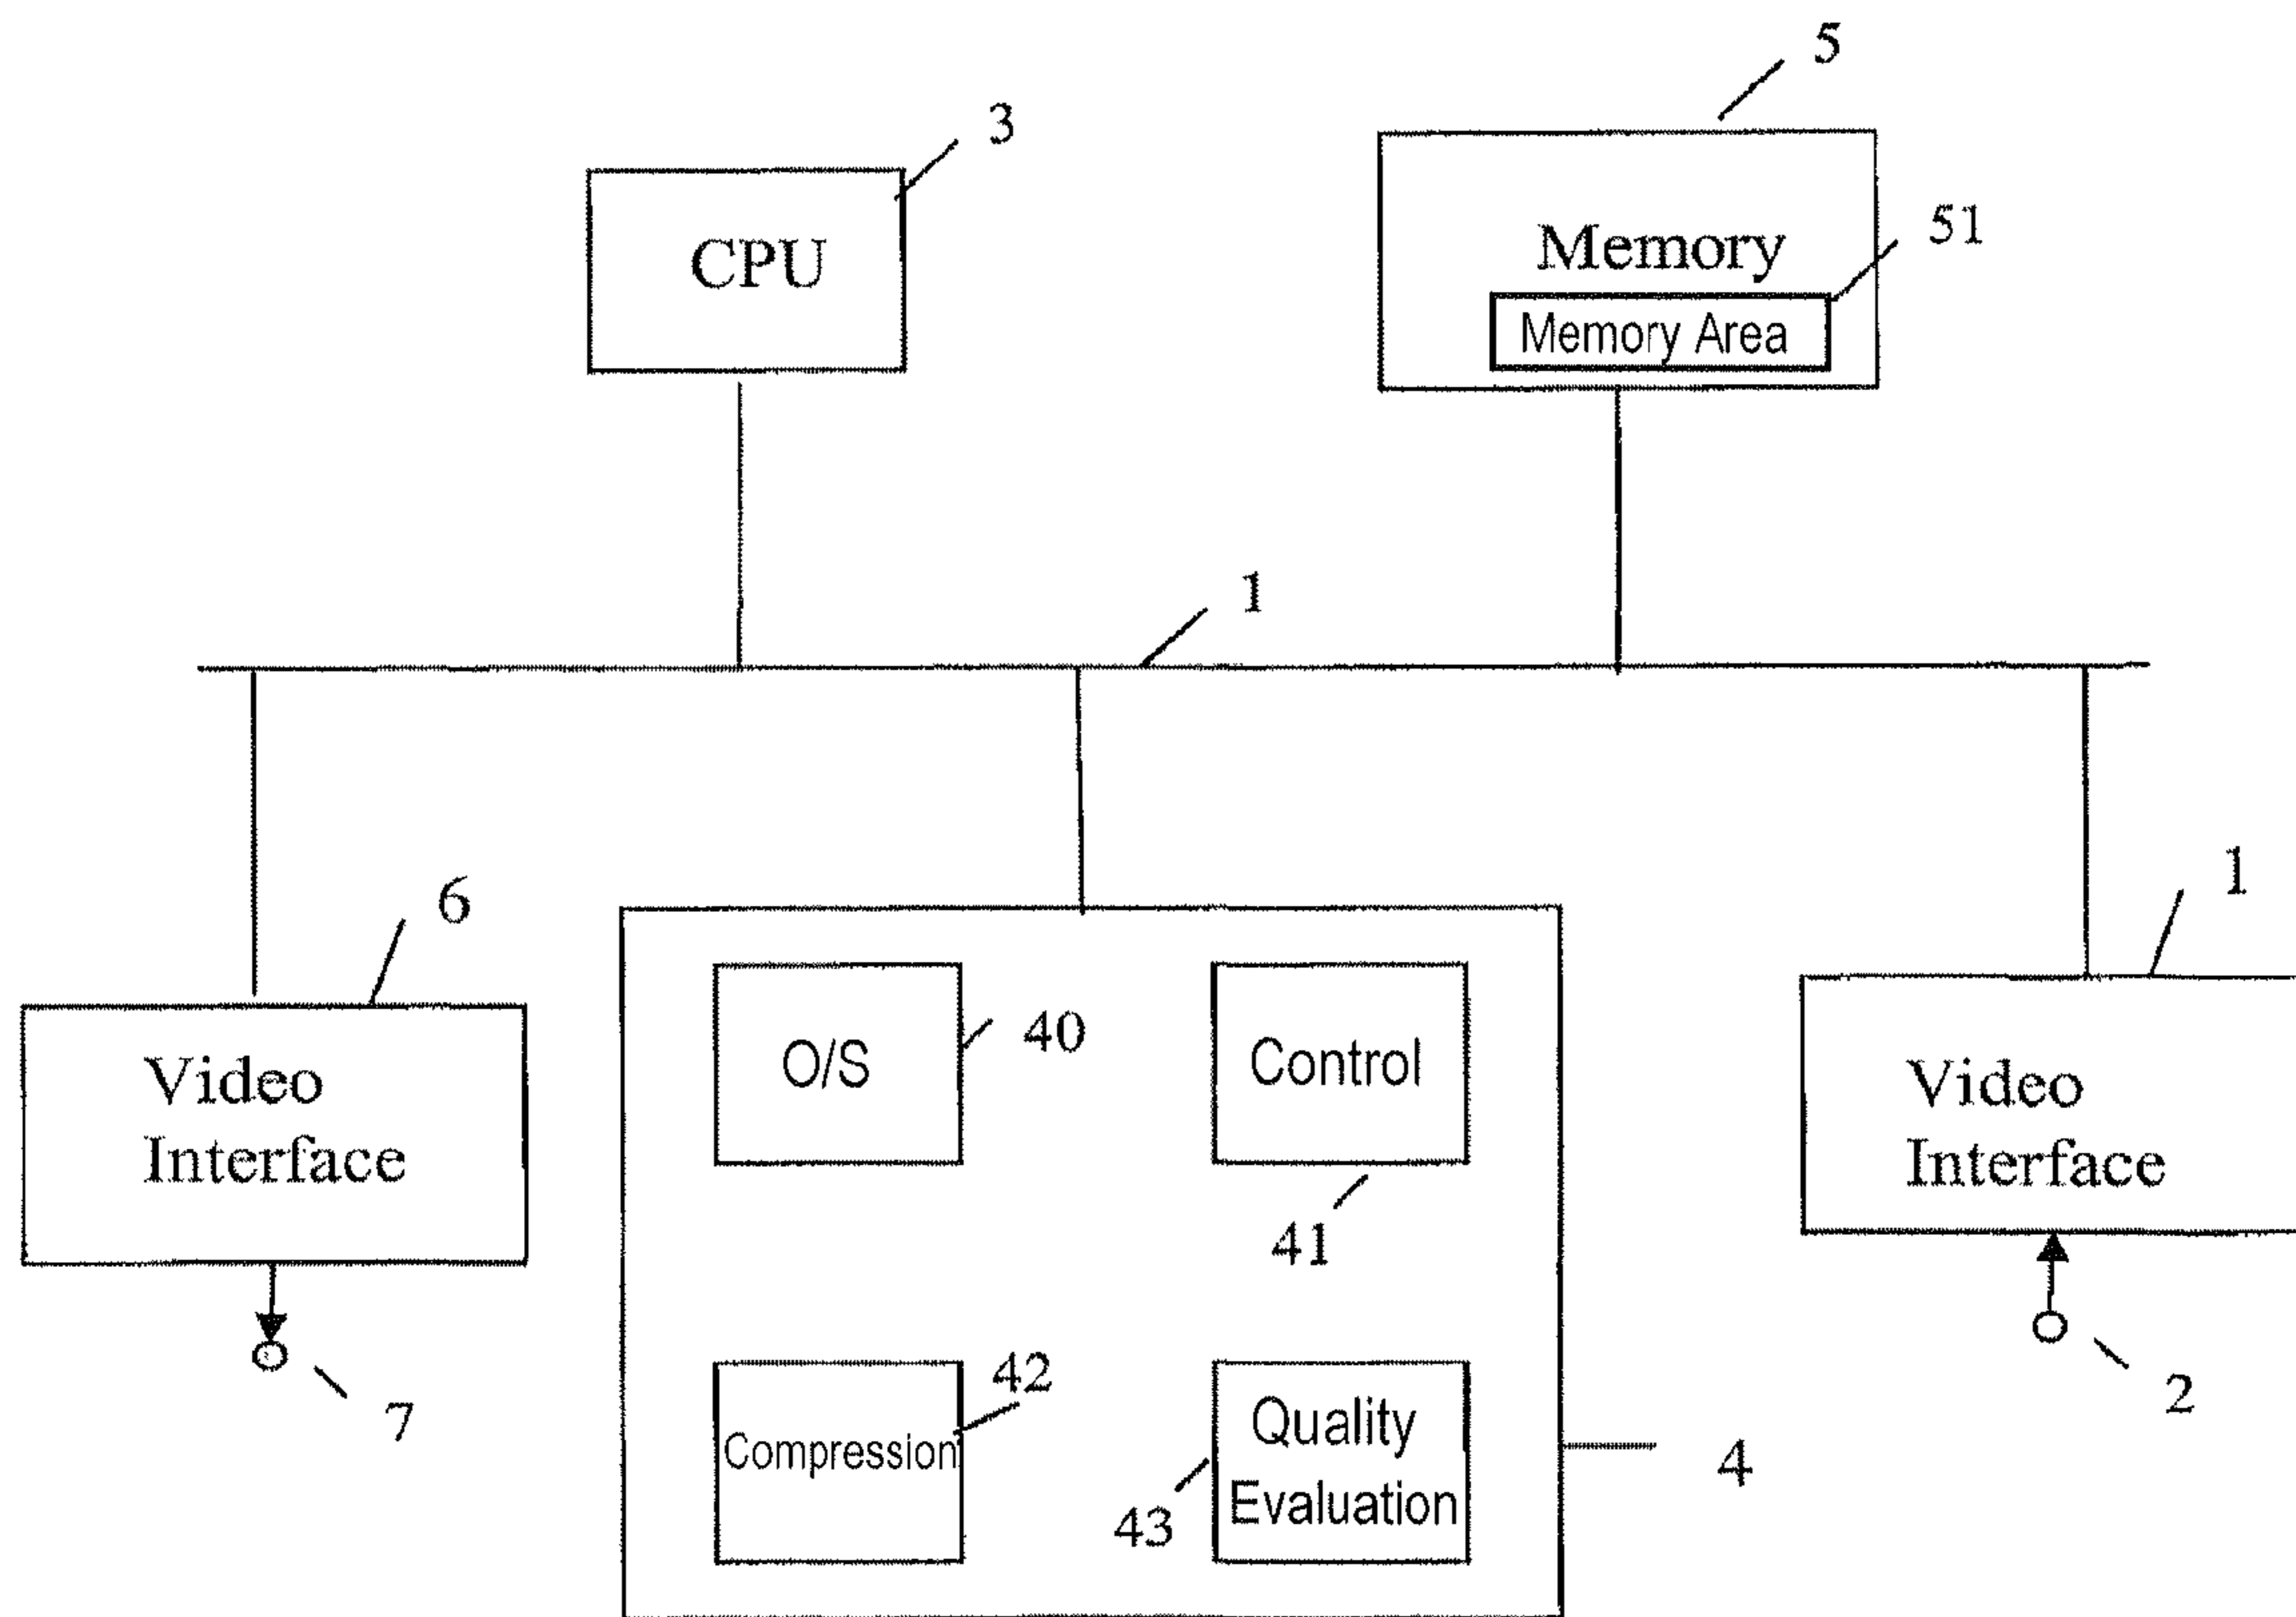 5
3
CPU
51
Memory
Memory Area
1
6
1
O/S
40
Control
Video
Interface
Video
Interface
41
7
42
Compression
Quality
Evaluation
43
4
2